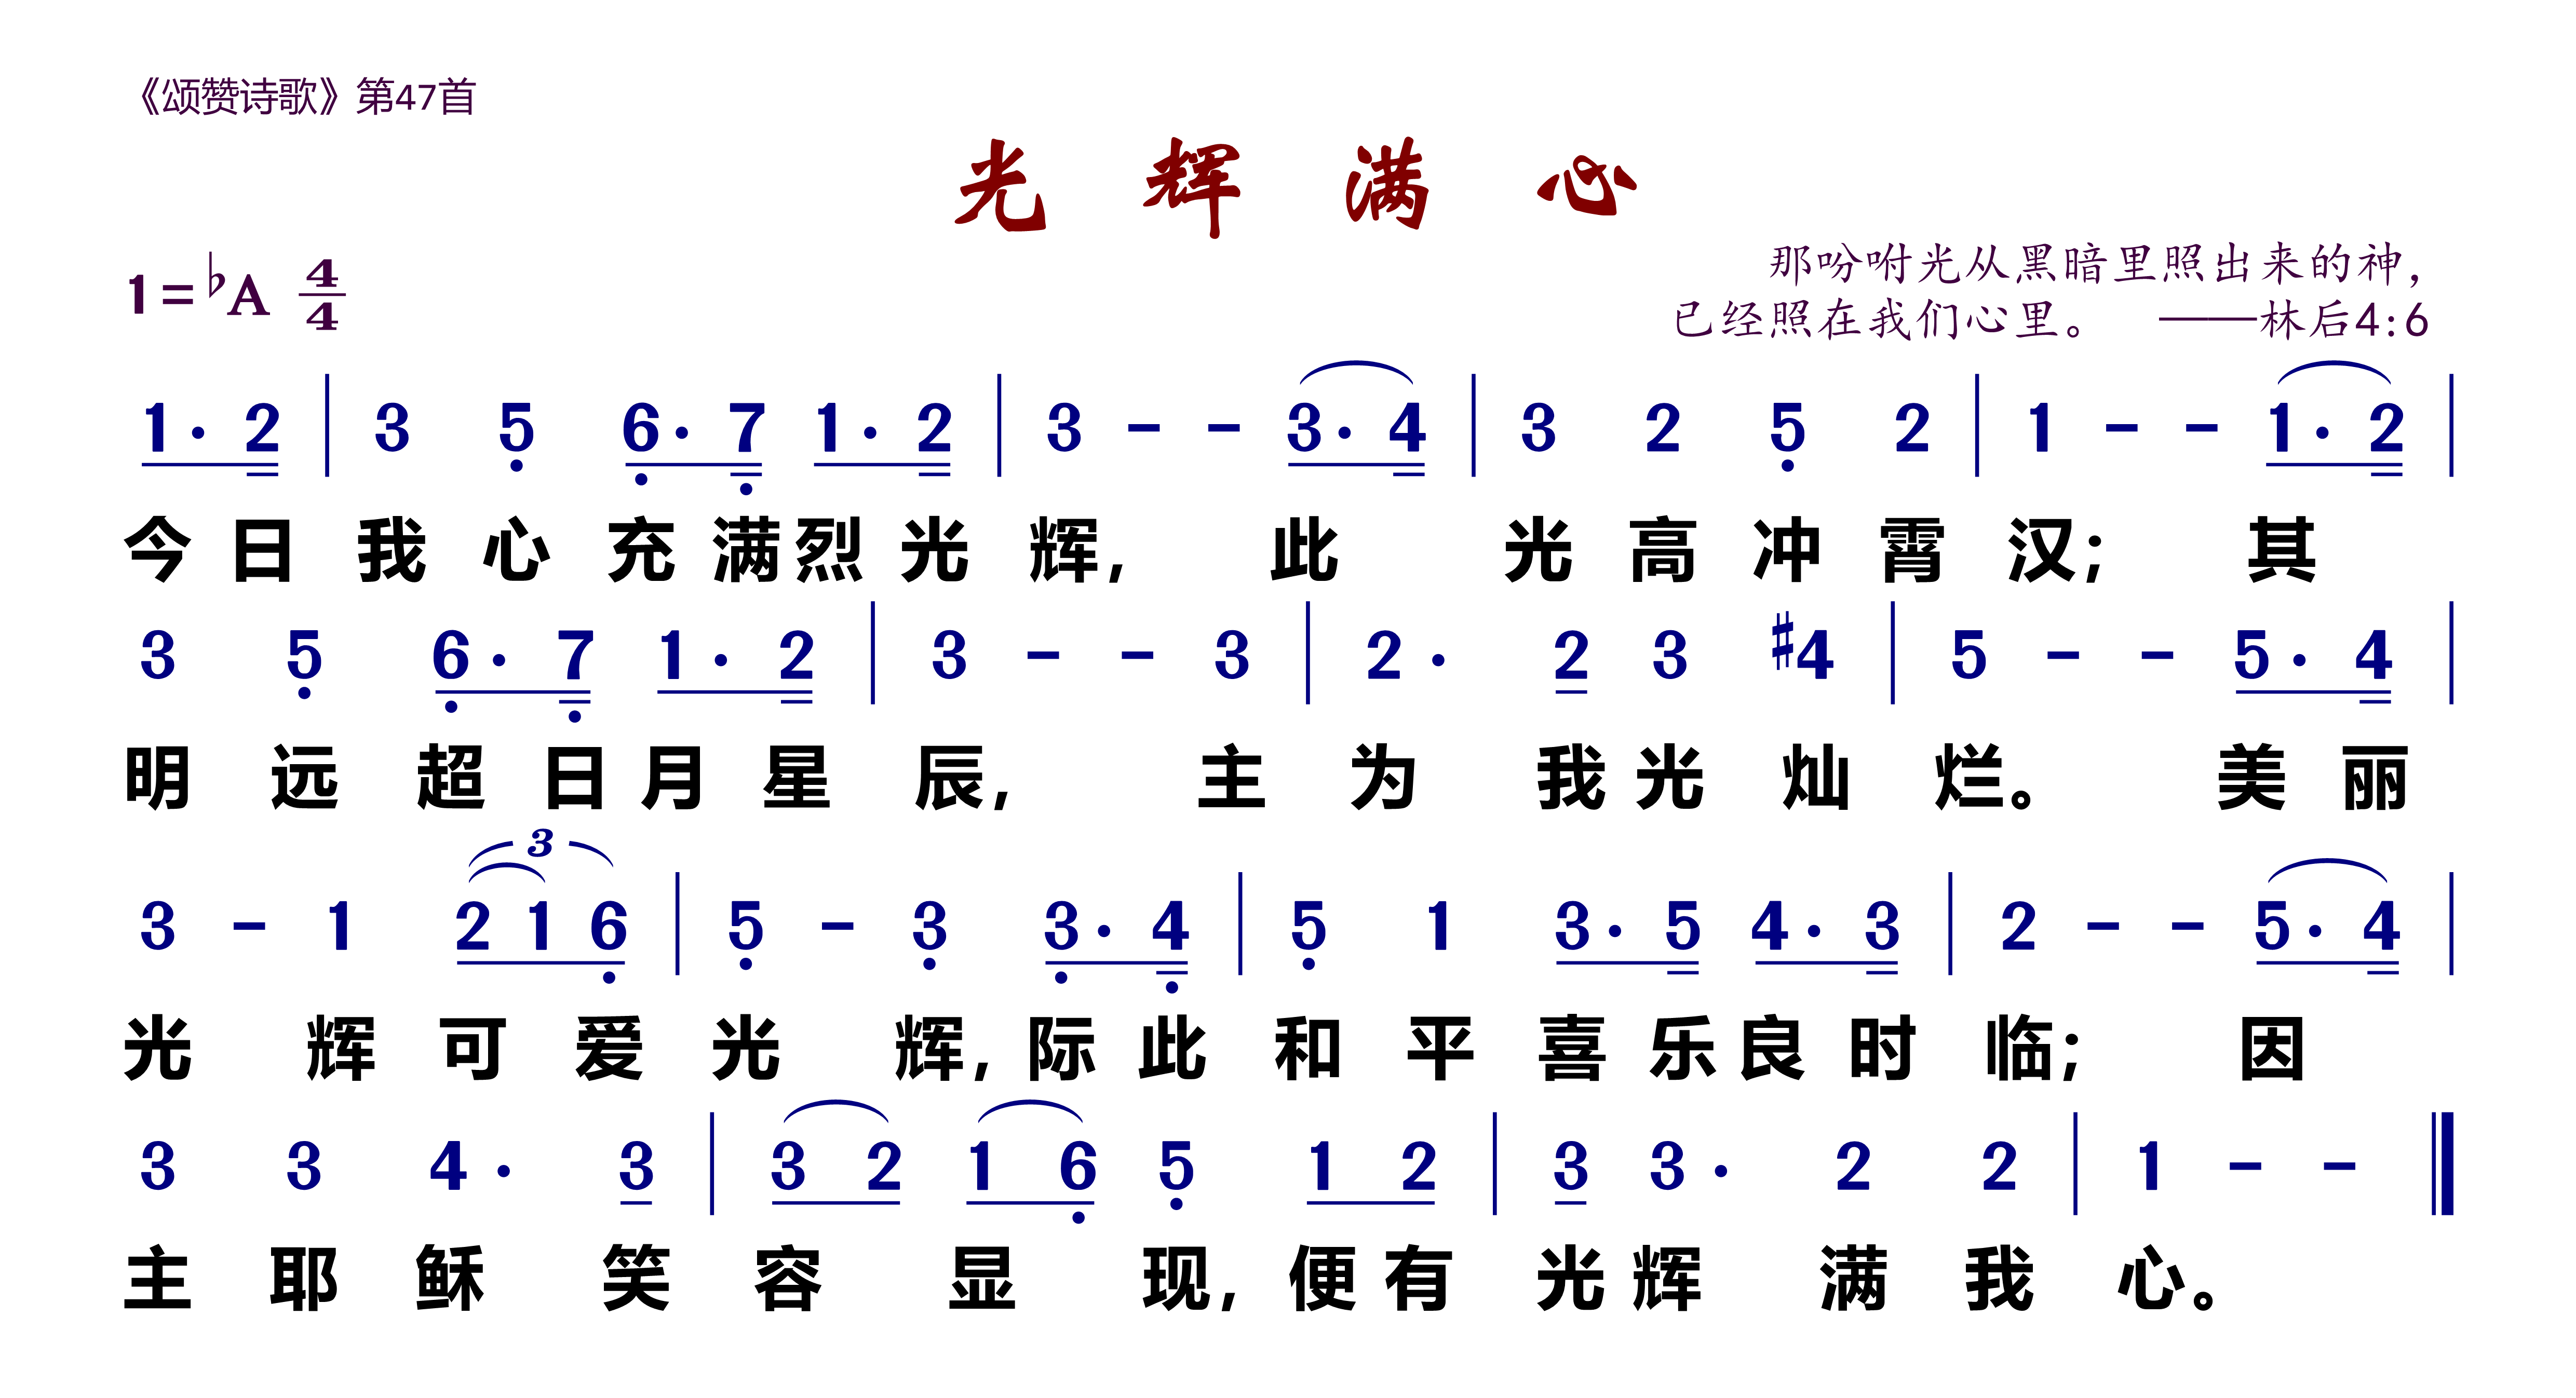 《颂赞诗歌》第47首
光 辉 满 心
1=♭A 4/4
那吩咐光从黑暗里照出来的神，
已经照在我们心里。 ——林后4:6
1· 2 | 3 5 6· 7 1· 2 | 3 - - 3· 4 | 3 2 5 2 | 1 - - 1· 2 |
今 日 我 心 充 满 烈 光 辉， 此 光 高 冲 霄 汉； 其
3 5 6· 7 1· 2 | 3 - - 3 | 2· 2 3 #4 | 5 - - 5· 4 |
明 远 超 日 月 星 辰， 主 为 我 光 灿 烂。 美 丽
3
3 - 1 2 1 6 | 5 - 3 3· 4 | 5 1 3· 5 4· 3 | 2 - - 5· 4 |
光 辉 可 爱 光 辉， 际 此 和 平 喜 乐 良 时 临； 因
3 3 4· 3 | 3 2 1 6 5 1 2 | 3 3· 2 2 | 1 - - ‖
主 耶 稣 笑 容 显 现， 便 有 光 辉 满 我 心。